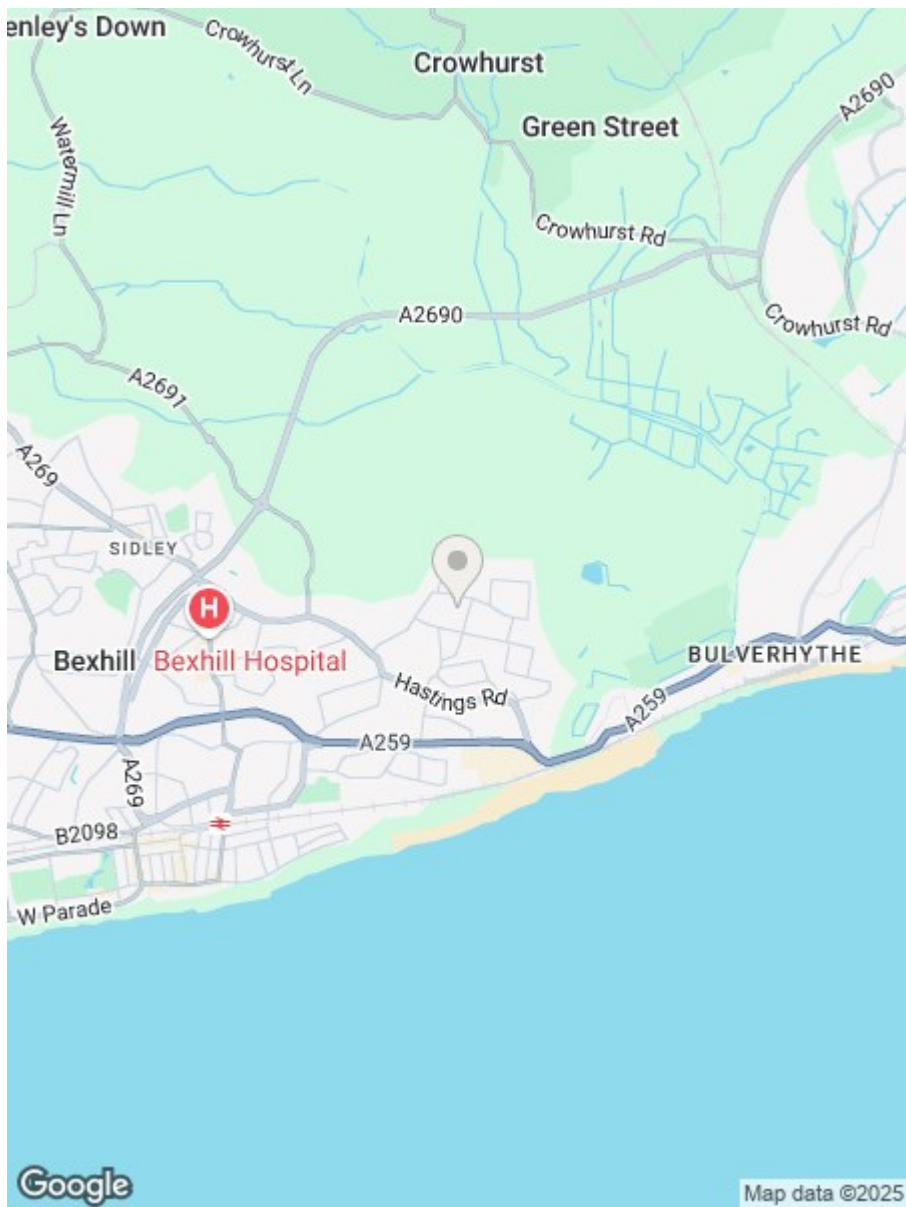 enley's Down
Crowhurst Ln
Crowhurst
A2690
Green Street
Watermill Ln
Crowhurst Rd
A2690
Crowhurst Rd
A2691
A269
SIDLEY
H
Bexhill
Bexhill Hospital
BULVERHYTHE
Hastings Rd
A259
A259
A269
B2098
W Parade
Google
Map data ©2025